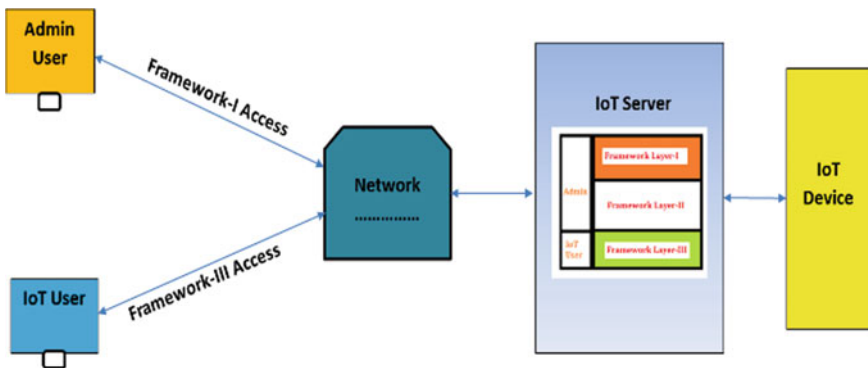 Admin
User
Framework-I Access
Network
...............
Framework-III Access
IoT User
IoT Server
Admin
IoT
User
Framework Layer-I
Framework Layer-II
Framework Layer-III
IoT
Device